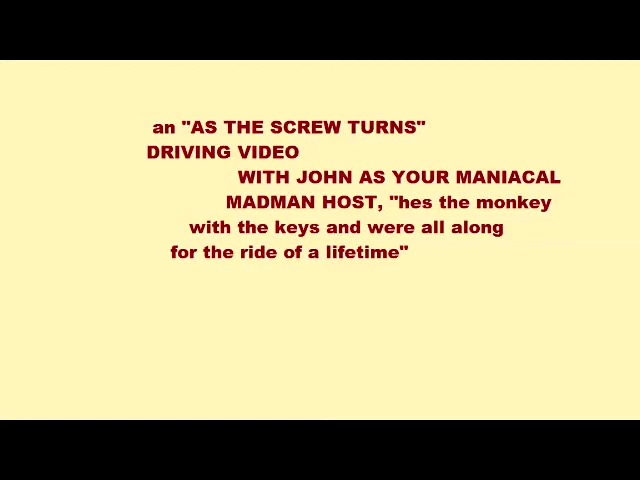 an "AS THE SCREW TURNS"
DRIVING VIDEO
WITH JOHN AS YOUR MANIACAL
MADMAN HOST, "hes the monkey
with the keys and were all along
for the ride of a lifetime"